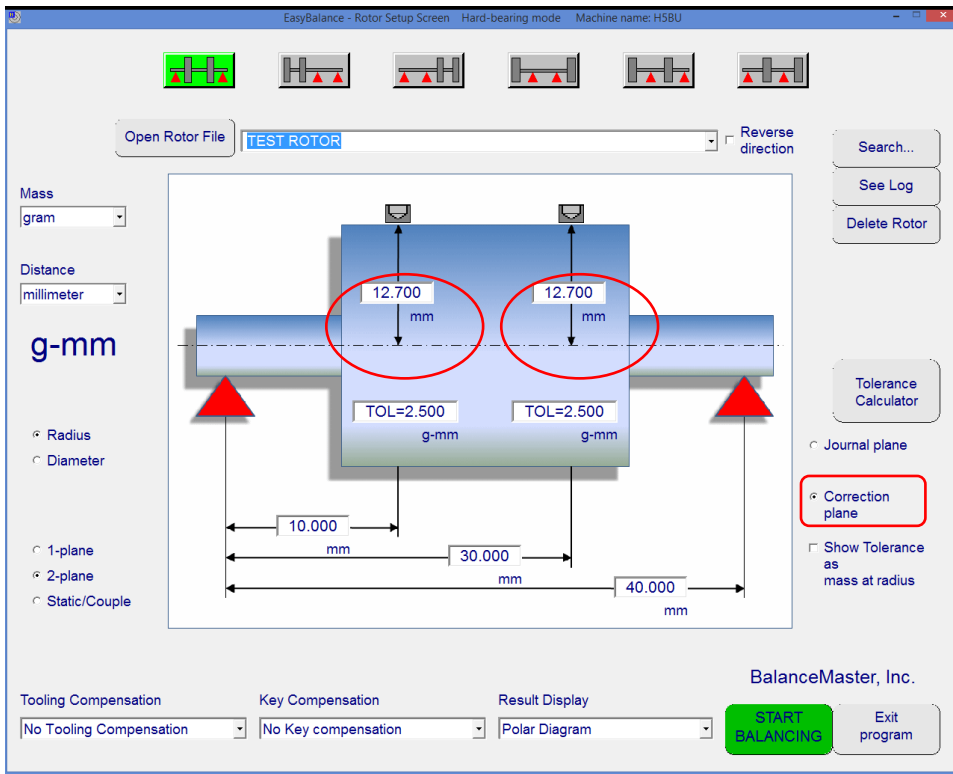 EasyBalance - Rotor Setup Screen Hard-bearing mode Machine name: H5BU
Open Rotor File
TEST ROTOR
Reverse
direction
Search...
See Log
Delete Rotor
Mass
gram
Distance
millimeter
g-mm
12.700
mm
12.700
mm
TOL=2.500
g-mm
TOL=2.500
g-mm
Tolerance
Calculator
Radius
Diameter
Journal plane
Correction
plane
Show Tolerance
as
mass at radius
1-plane
2-plane
Static/Couple
10.000
mm
30.000
mm
40.000
mm
BalanceMaster, Inc.
Tooling Compensation
No Tooling Compensation
Key Compensation
No Key compensation
Result Display
Polar Diagram
START
BALANCING
Exit
program